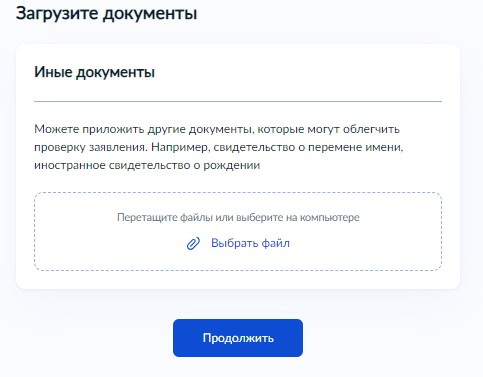 Загрузите документы
Иные документы
Можете приложить другие документы, которые могут облегчить
проверку заявления. Например, свидетельство о перемене имени,
иностранное свидетельство о рождении
Перетащите файлы или выберите на компьютере
Выбрать файл
Продолжить